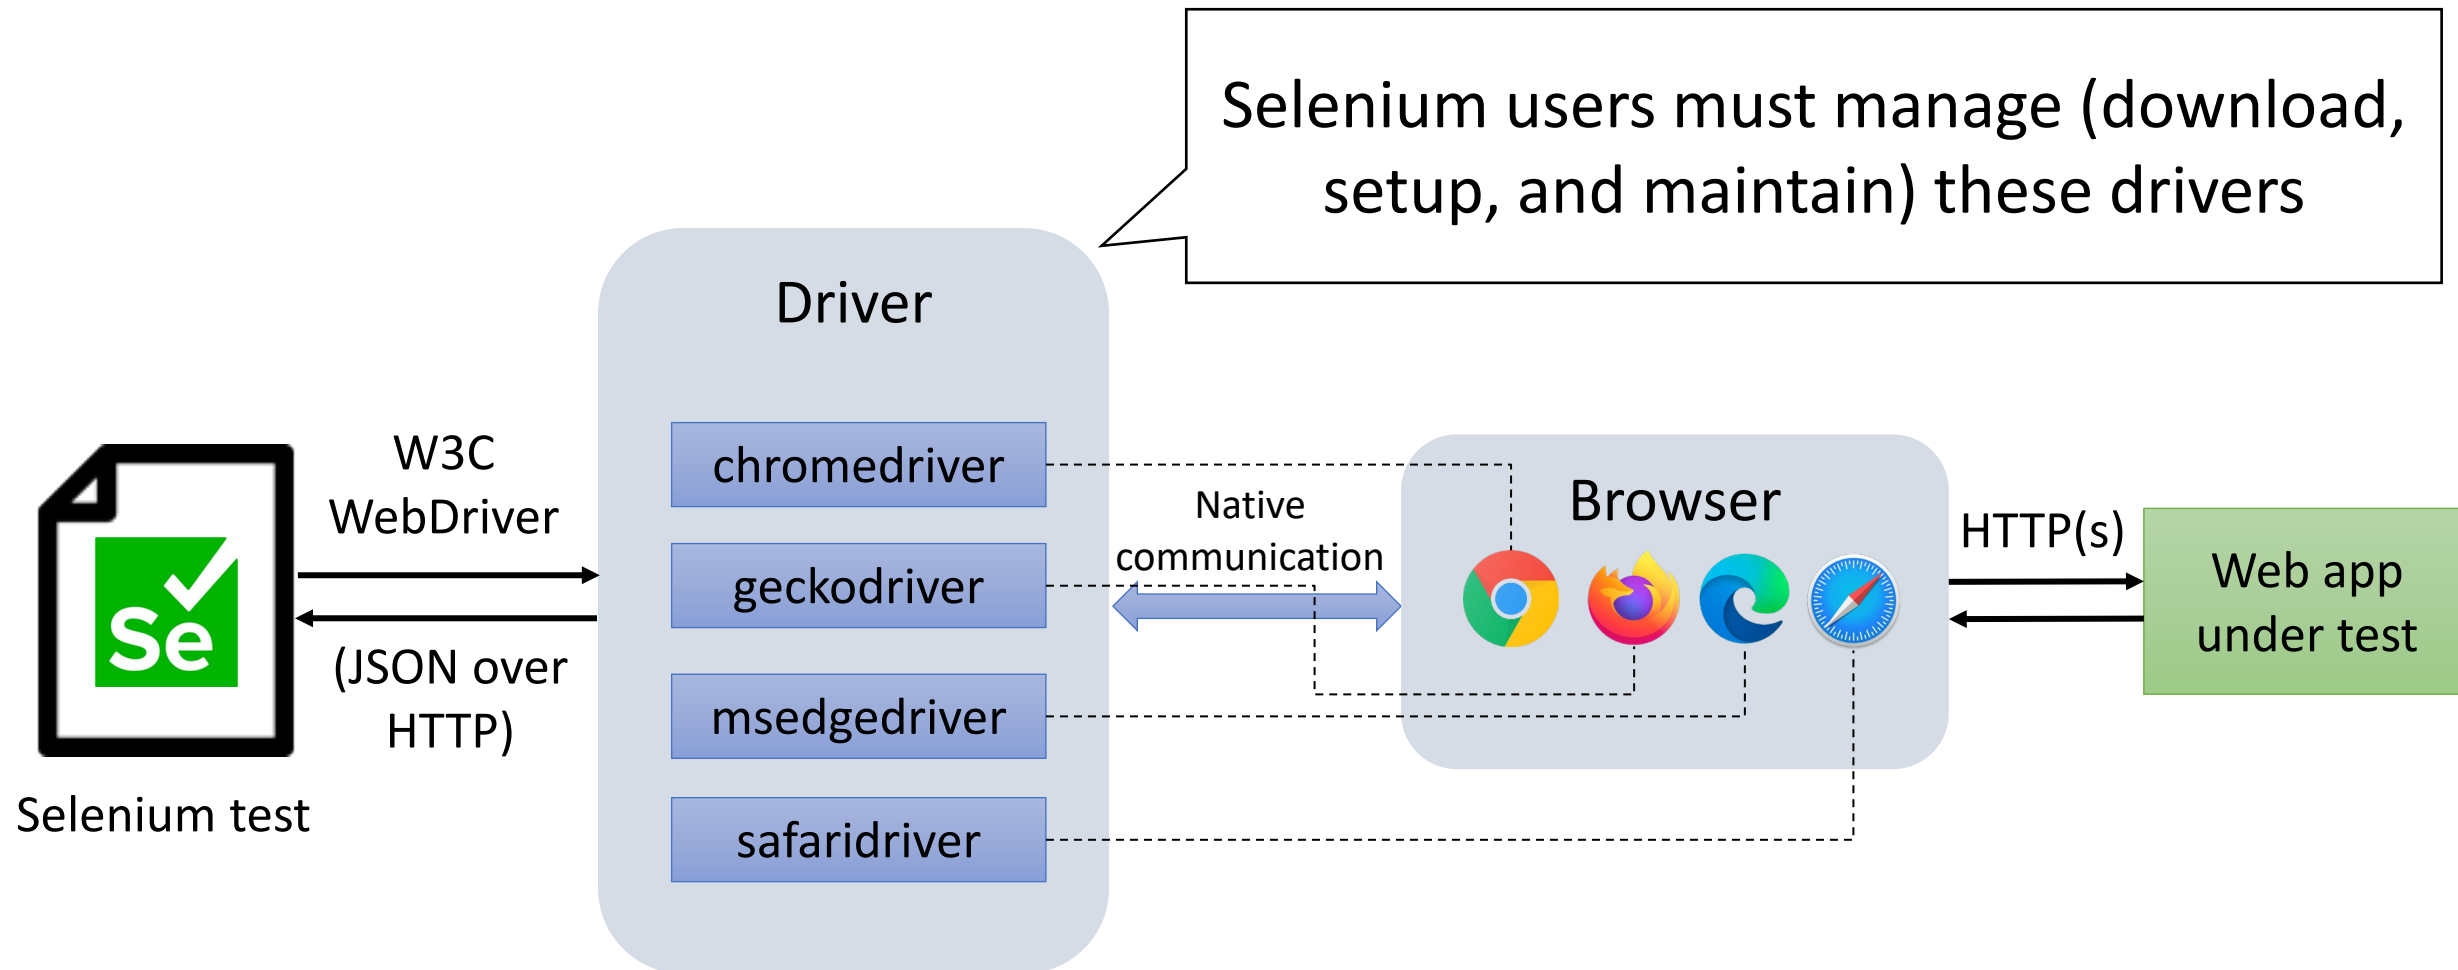 Selenium users must manage (download,
setup, and maintain) these drivers
Driver
chromedriver
geckodriver
msedgedriver
safaridriver
W3C
WebDriver
(JSON over
HTTP)
Se
Selenium test
Native
communication
Browser
HTTP(s)
Web app
under test